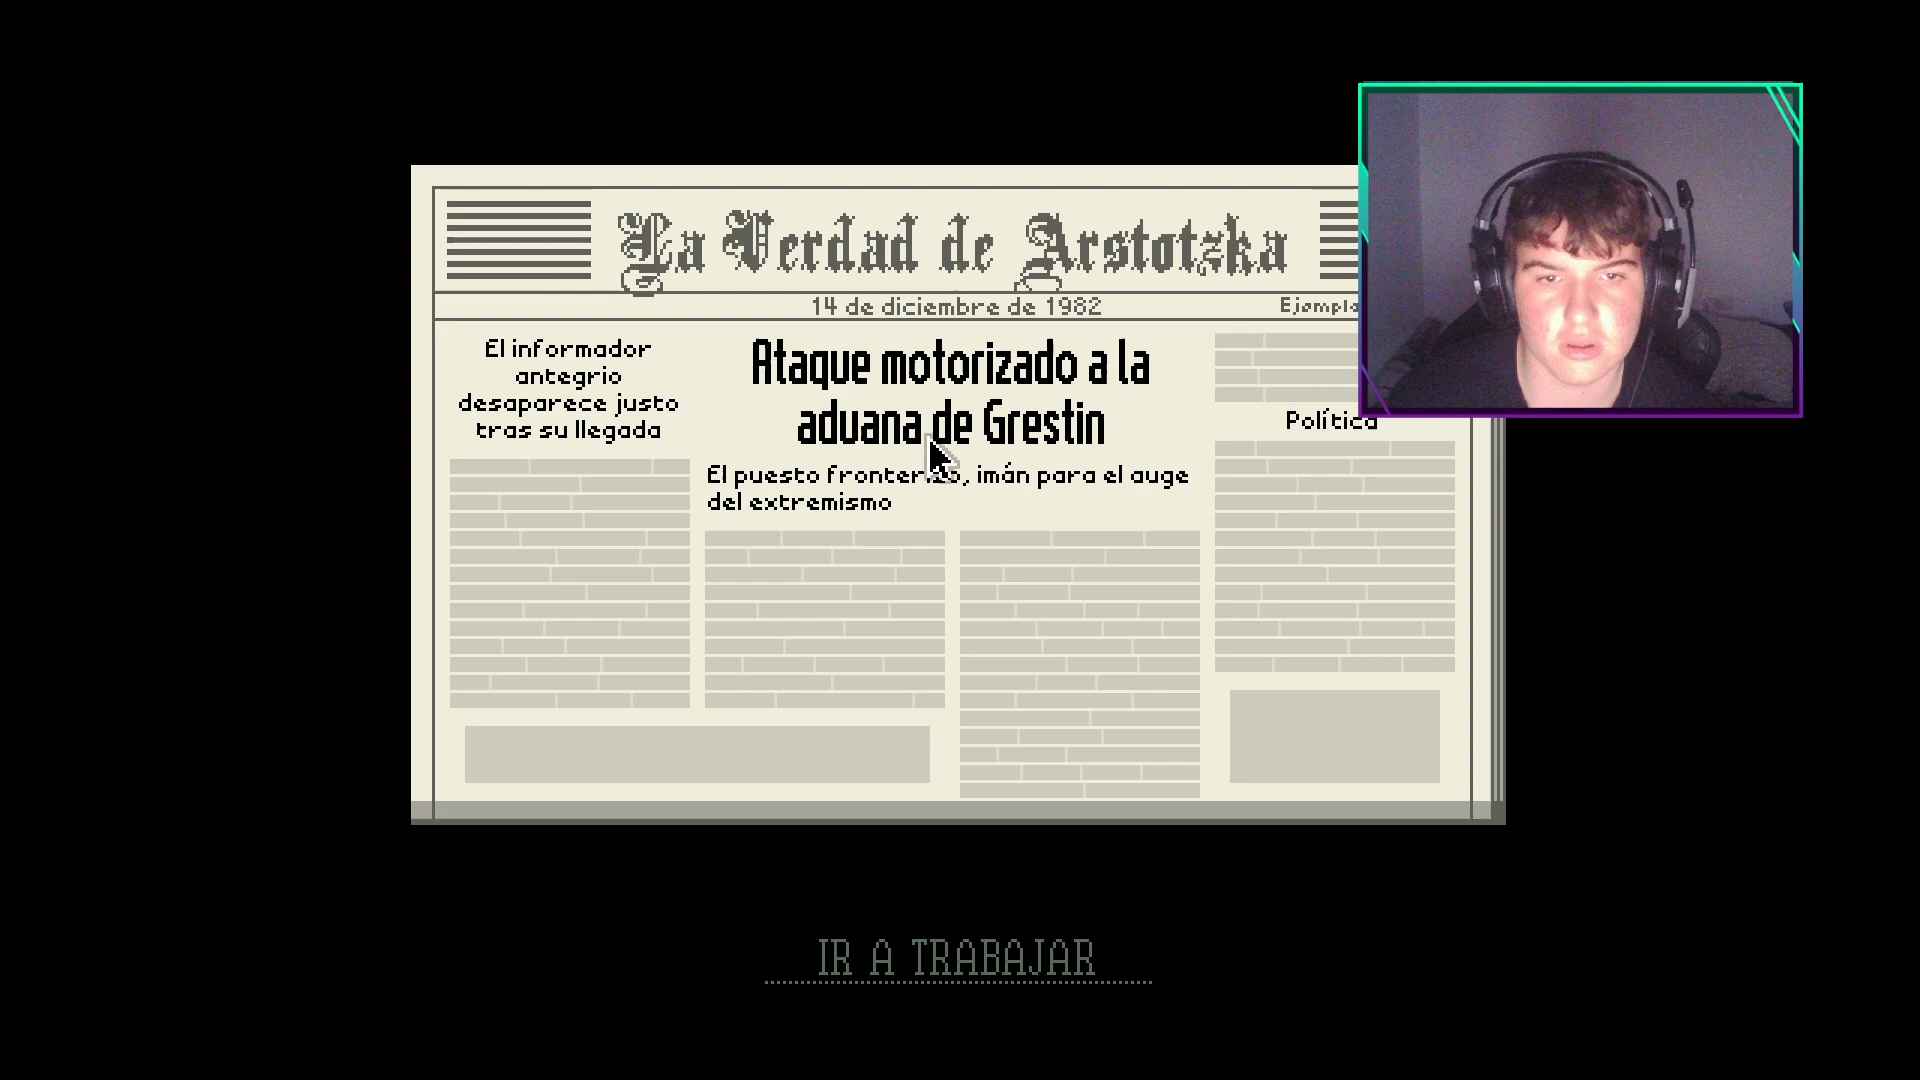 La Verdad de Arstotzka
14 de diciembre de 1982
El informador
antegrio
desaparece justo
tras su llegada
Ataque motorizado a la
aduana de Grestin
El puesto fronterizo, imán para el auge
del extremismo
Política
IR A TRABAJAR